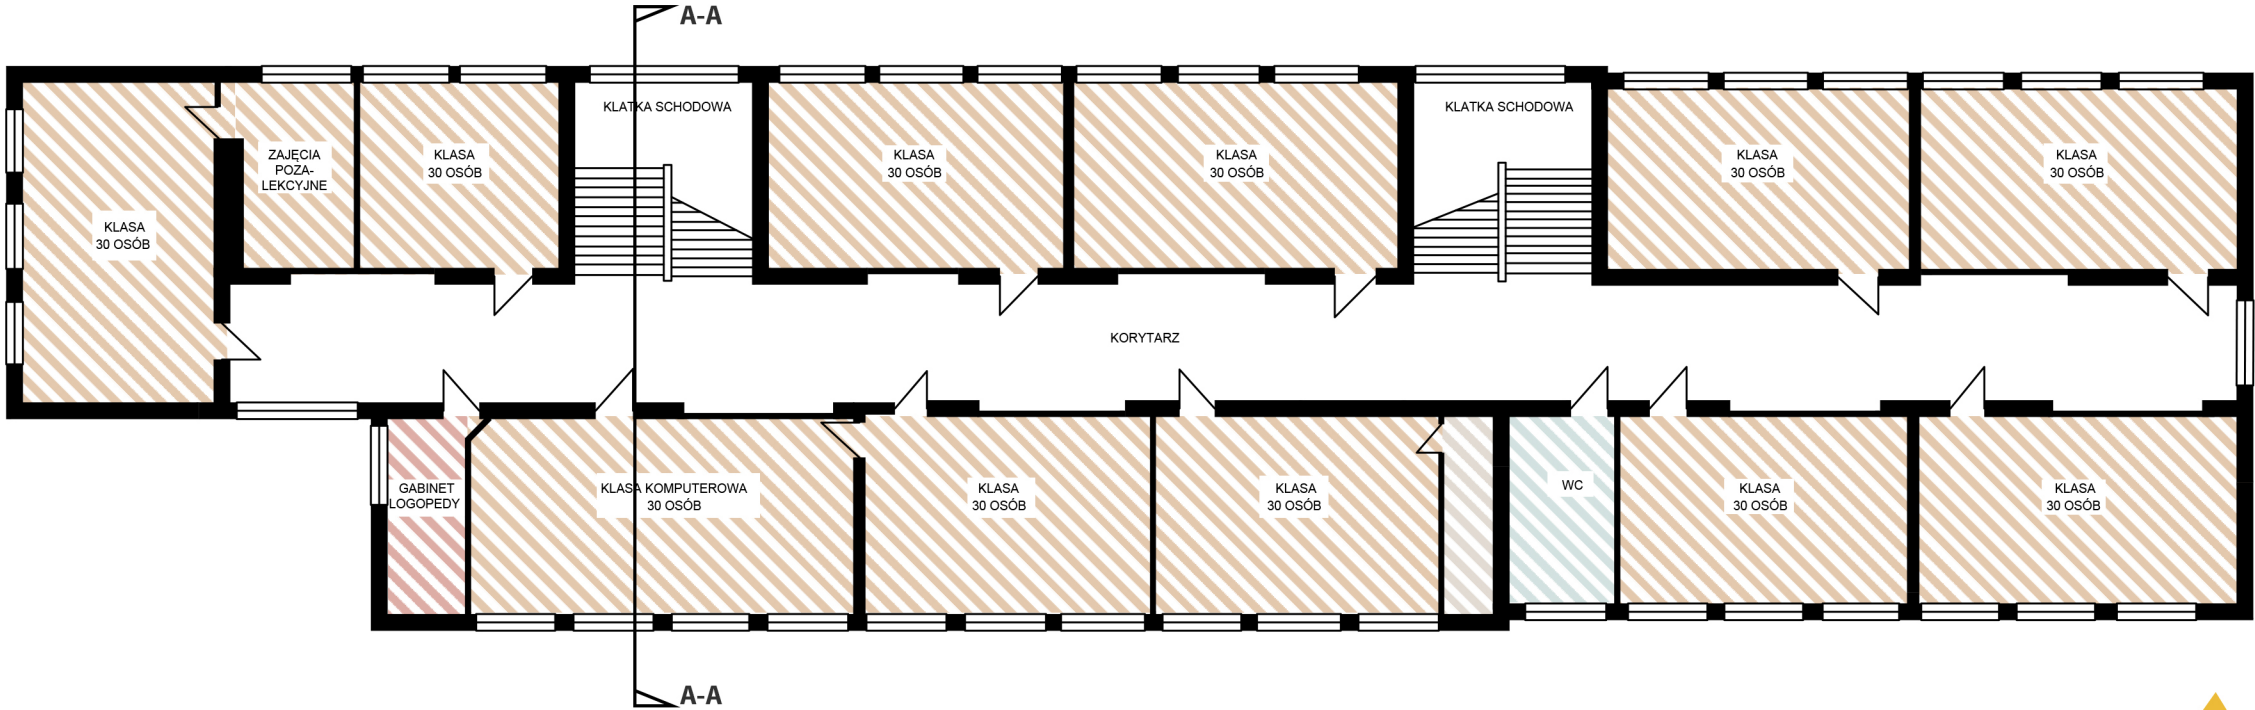 A-A
KLATKA SCHODOWA
KLATKA SCHODOWA
ZAJĘCIA
POZA-
LEKCYJNE
KLASA
30 OSÓB
KLASA
30 OSÓB
KLASA
30 OSÓB
KLASA
30 OSÓB
KLASA
30 OSÓB
KLASA
30 OSÓB
KORYTARZ
GABINET
LOGOPEDY
KLASA KOMPUTEROWA
30 OSÓB
KLASA
30 OSÓB
KLASA
30 OSÓB
WC
KLASA
30 OSÓB
KLASA
30 OSÓB
A-A